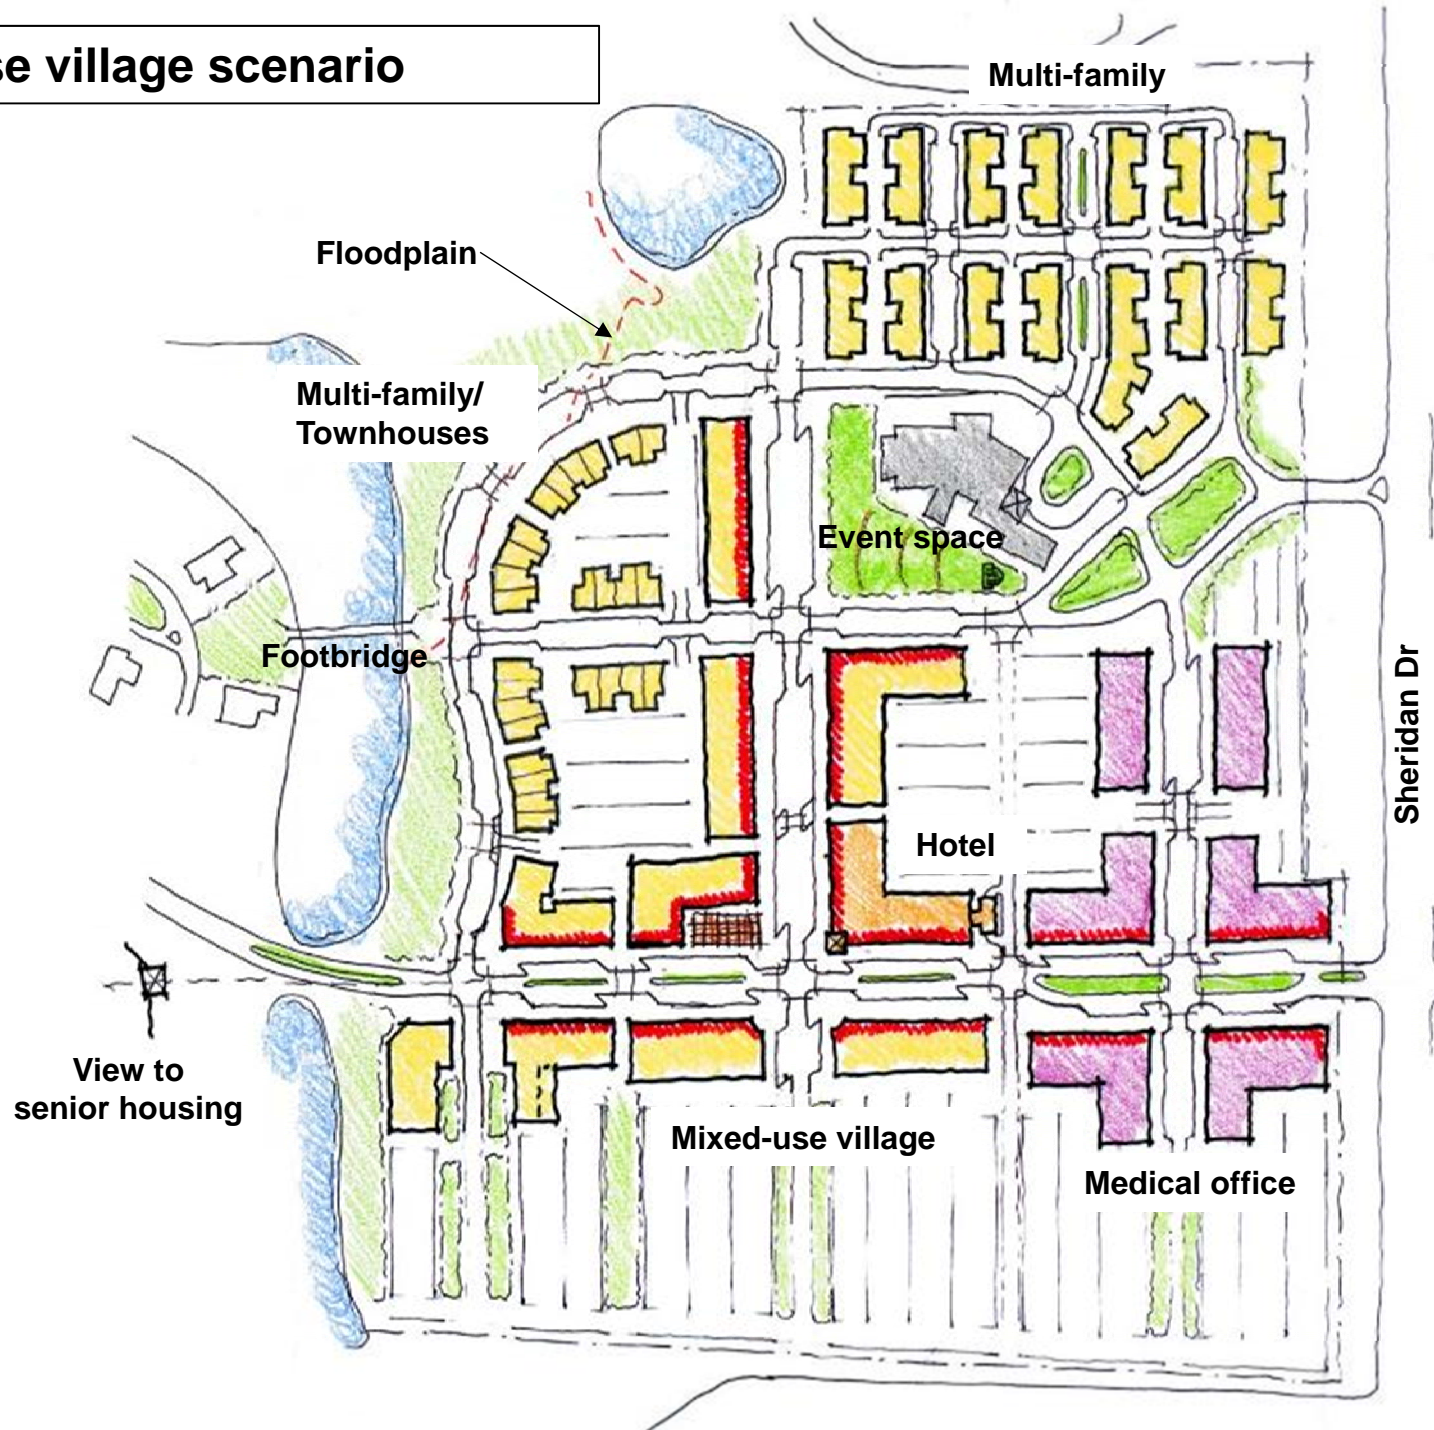 se village scenario
Multi-family
Floodplain
Multi-family/
Townhouses
Event space
Footbridge
Sheridan Dr
Hotel
View to
senior housing
Mixed-use village
Medical office